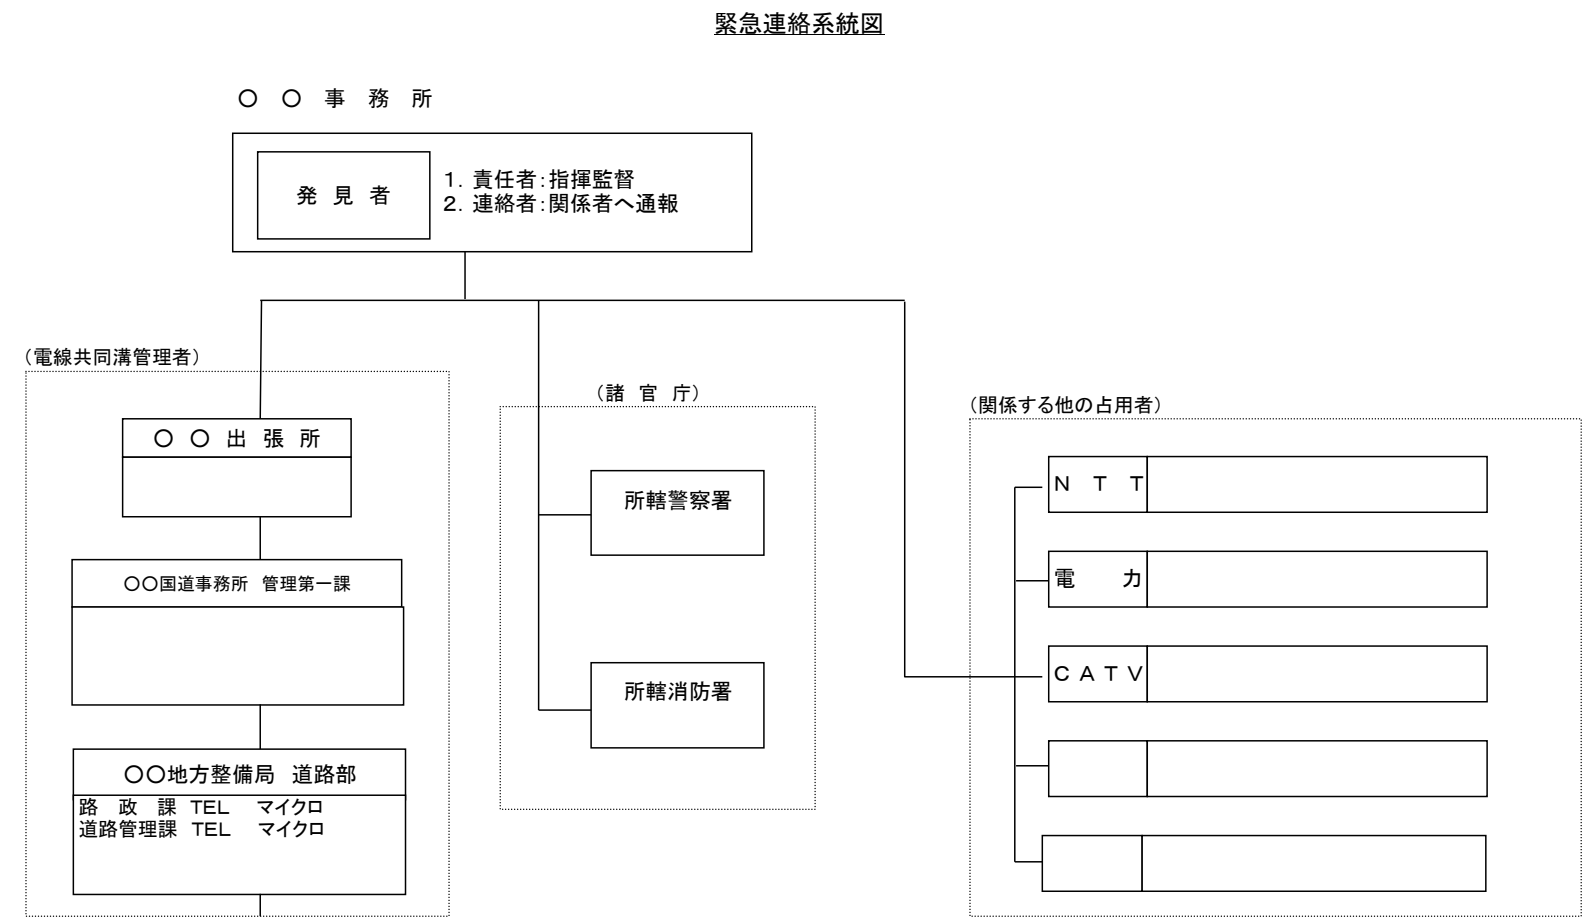 緊急連絡系統図
〇 〇 事 務 所
発 見 者
1．責任者：指揮監督
2．連絡者：関係者へ通報
（電線共同溝管理者）
〇 〇 出 張 所
〇〇国道事務所 管理第一課
〇〇地方整備局 道路部
路 政 課 TEL マイクロ
道路管理課 TEL マイクロ
（諸 官 庁）
所轄警察署
所轄消防署
（関係する他の占用者）
N T T
電 力
C A T V